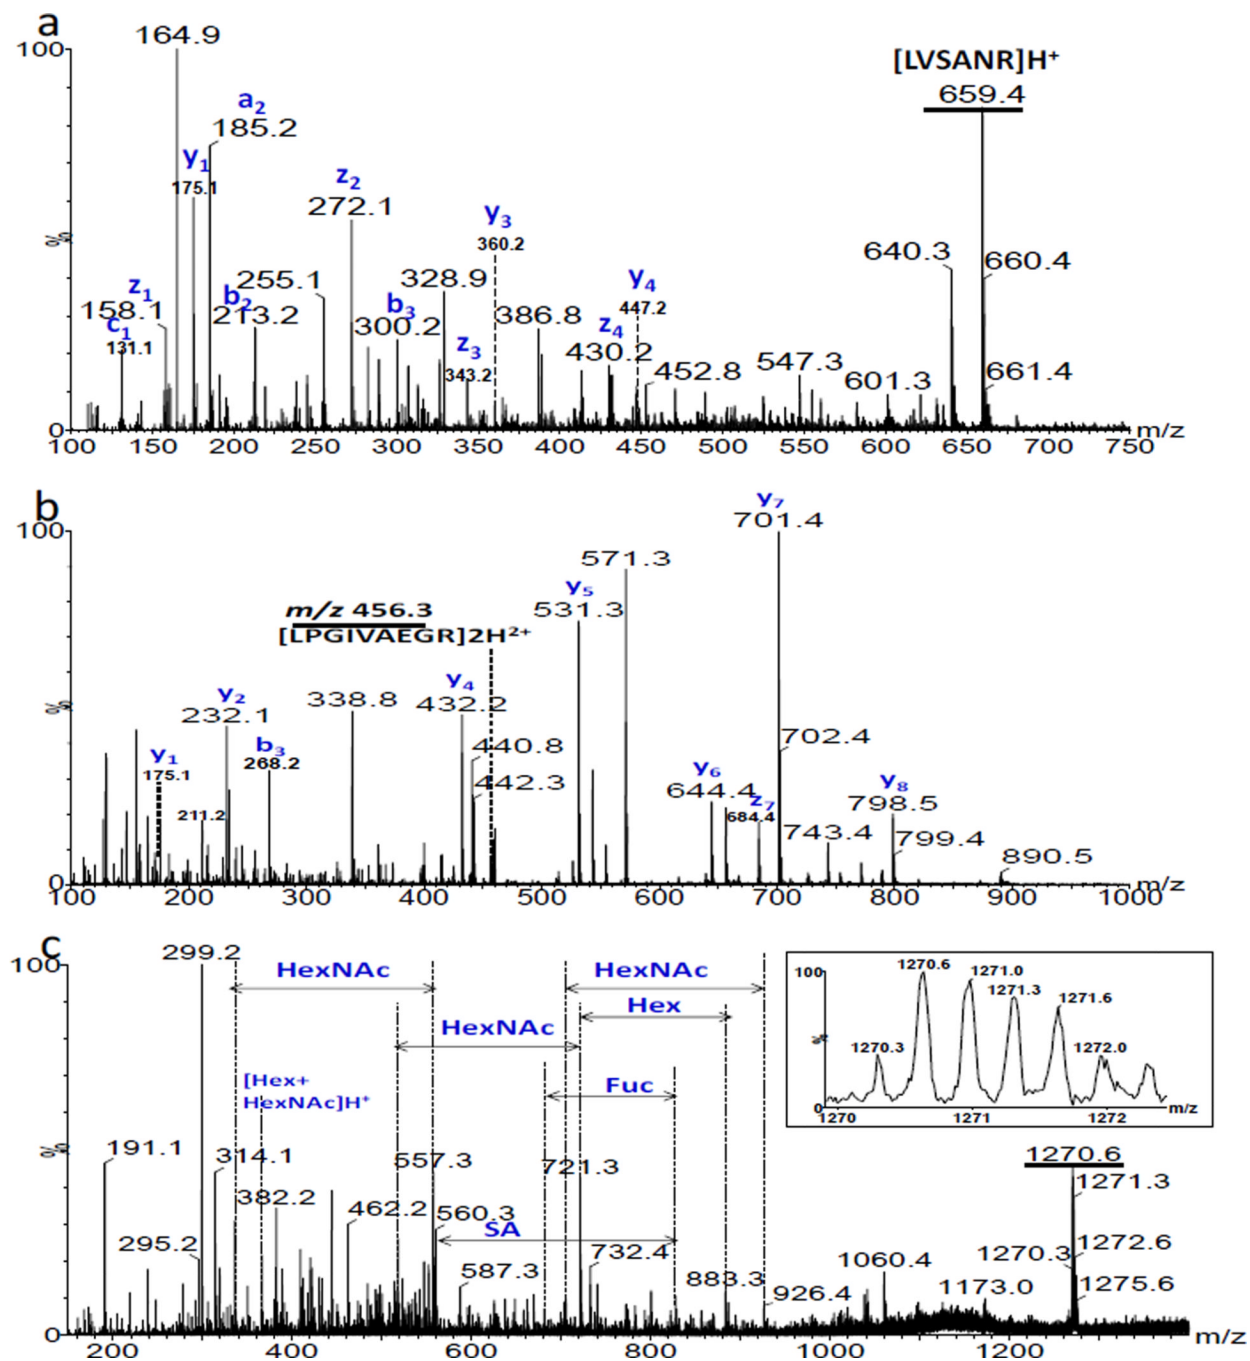 a
100
%
0
164.9
a₂
185.2
y₁
175.1
z₁
158.1
c₁
131.1
b₂
213.2
255.1
z₂
272.1
b₃
300.2
328.9
z₃
343.2
y₃
360.2
386.8
z₄
430.2
y₄
447.2
452.8
547.3
601.3
640.3
[LVSANR]H⁺
659.4
660.4
661.4
100 150 200 250 300 350 400 450 500 550 600 650 700 750 m/z
b
100
%
0
y₁
175.1
211.2
y₂
232.1
b₃
268.2
m/z 456.3
[LPGIVAEGR]2H²⁺
338.8
y₄
432.2
440.8
442.3
y₅
531.3
571.3
y₆
644.4
z₇
684.4
y₇
701.4
702.4
743.4
y₈
798.5
799.4
890.5
100 200 300 400 500 600 700 800 900 1000 m/z
c
100
%
0
299.2
HexNAc
HexNAc
HexNAc
Hex
Fuc
SA
[Hex+
HexNAc]H⁺
191.1
295.2
314.1
382.2
462.2
557.3
560.3
587.3
721.3
732.4
883.3
926.4
1060.4
1173.0
1270.3
1270.6
1271.3
1272.6
1275.6
200 400 600 800 1000 1200 m/z
100
%
0
1270.3
1270.6
1271.0
1271.3
1271.6
1272.0
1270 1271 1272 m/z